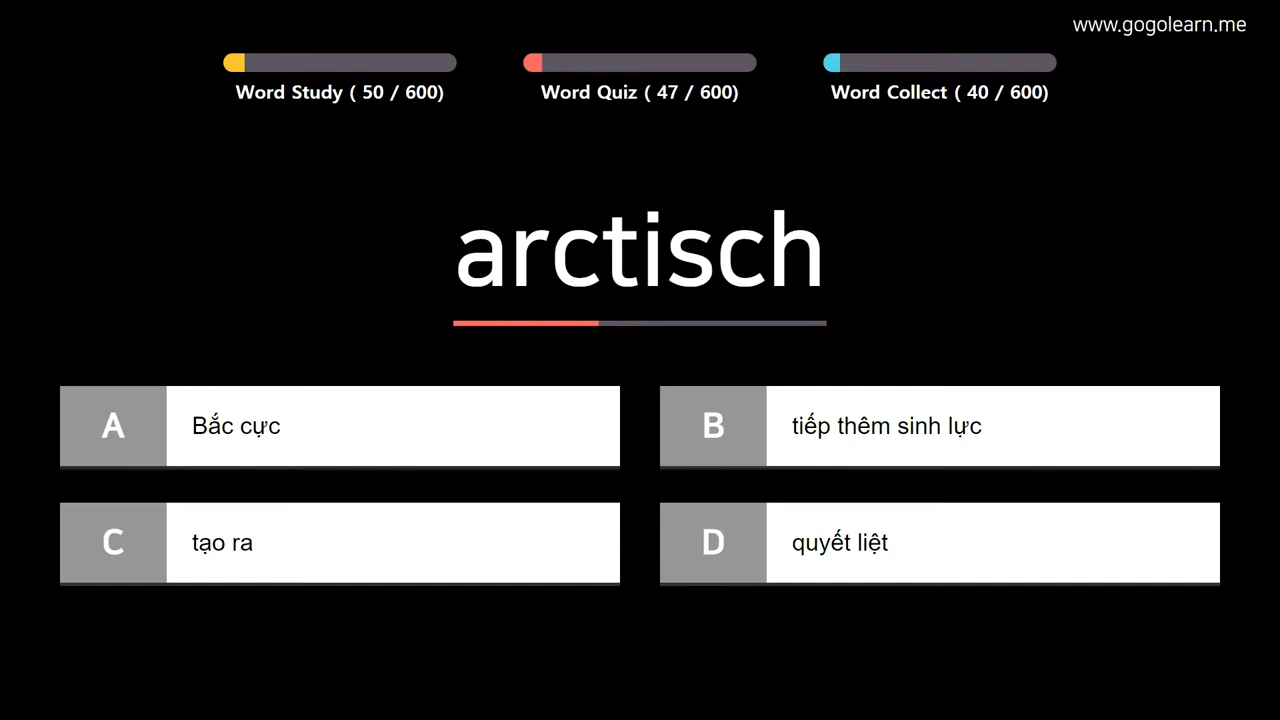 www.gogolearn.me
Word Study ( 50 / 600)
Word Quiz ( 47 / 600)
Word Collect ( 40 / 600)
arctisch
A Bắc cực
B tiếp thêm sinh lực
C tạo ra
D quyết liệt